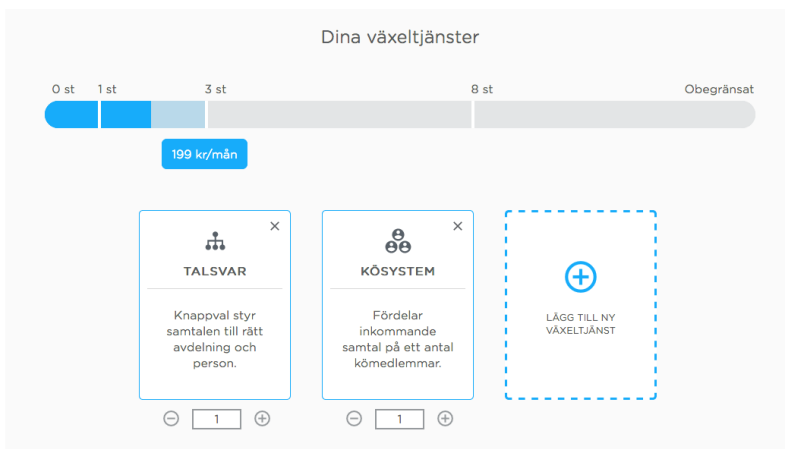 Dina växeltjänster
0 st 1 st 3 st 8 st Obegränsat
199 kr/mån
TALSVAR
Knappval styr
samtalen till rätt
avdelning och
person.
1
KÖSYSTEM
Fördelar
inkommande
samtal på ett antal
kömedlemmar.
1
LÄGG TILL NY
VÄXELTJÄNST